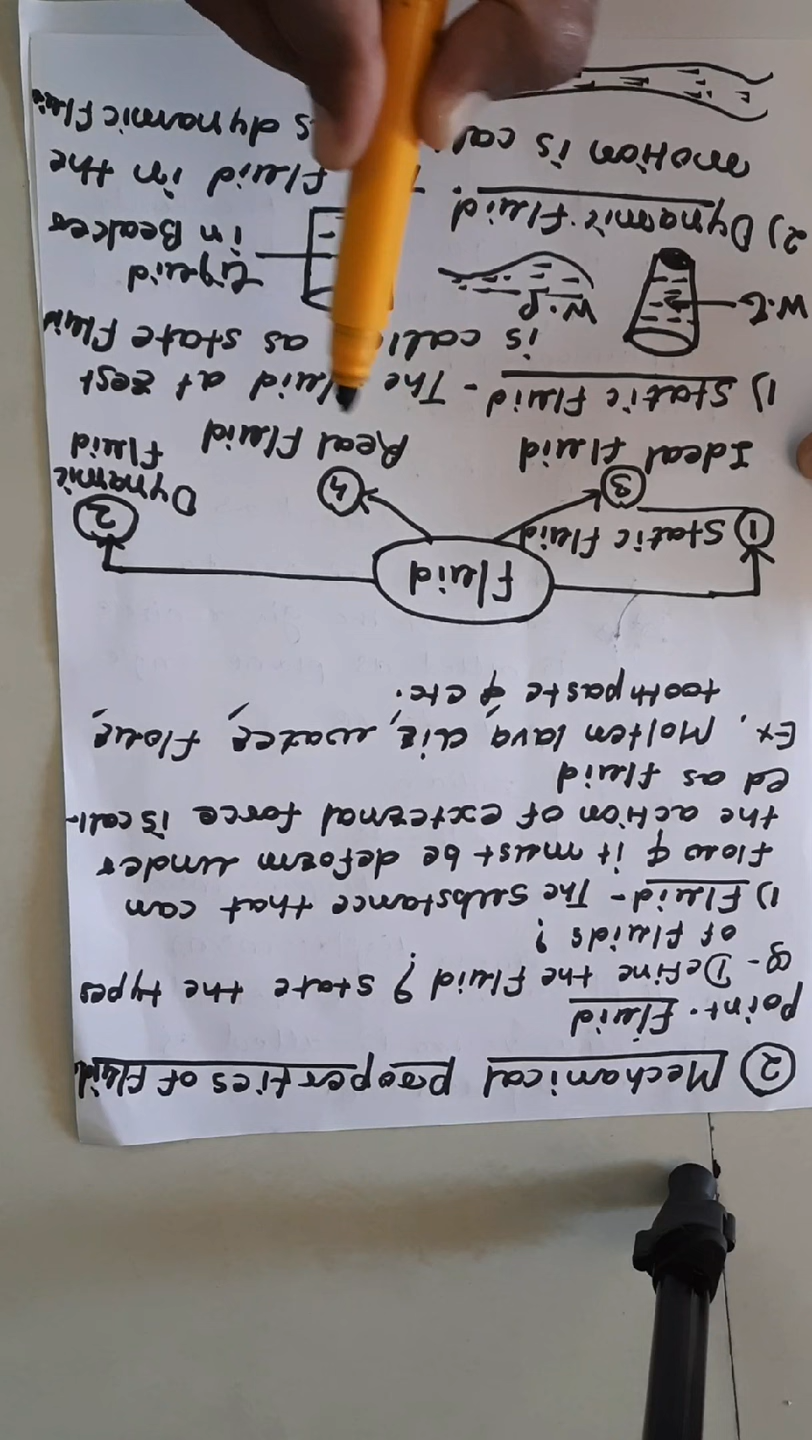 ② Mechanical Properties of Fluid
Point. Fluid
Q- Define the Fluid? State the types
of Fluids?
1) Fluid - The substance that can
flow & it must be deform under
the action of external force is call-
ed as fluid
Ex. Molten lava, air, water, flour,
toothpaste & etc.
Fluid
① Static Fluid
② Dynamic Fluid
③ Ideal Fluid
④ Real Fluid
1) Static Fluid - The Fluid at rest
is as state Fluid
W.G W.P Liquid
in Beaker
2) Dynamic Fluid. Fluid in the
motion is dynamic Fluid